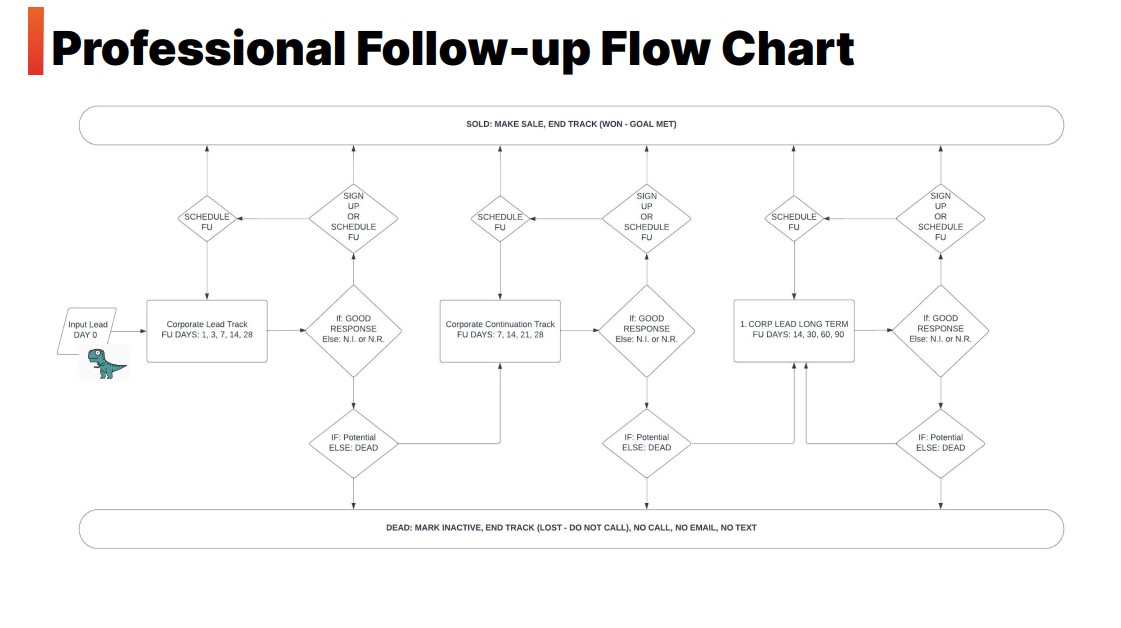 Professional Follow-up Flow Chart
SOLD: MAKE SALE, END TRACK (WON - GOAL MET)
SCHEDULE
FU
SIGN
UP
OR
SCHEDULE
FU
SCHEDULE
FU
SIGN
UP
OR
SCHEDULE
FU
SCHEDULE
FU
SIGN
UP
OR
SCHEDULE
FU
Input Lead
DAY 0
Corporate Lead Track
FU DAYS: 1, 3, 7, 14, 28
If: GOOD
RESPONSE
Else: N.I. or N.R.
Corporate Continuation Track
FU DAYS: 7, 14, 21, 28
If: GOOD
RESPONSE
Else: N.I. or N.R.
1. CORP LEAD LONG TERM
FU DAYS: 14, 30, 60, 90
If: GOOD
RESPONSE
Else: N.I. or N.R.
IF: Potential
ELSE: DEAD
IF: Potential
ELSE: DEAD
IF: Potential
ELSE: DEAD
DEAD: MARK INACTIVE, END TRACK (LOST - DO NOT CALL), NO CALL, NO EMAIL, NO TEXT